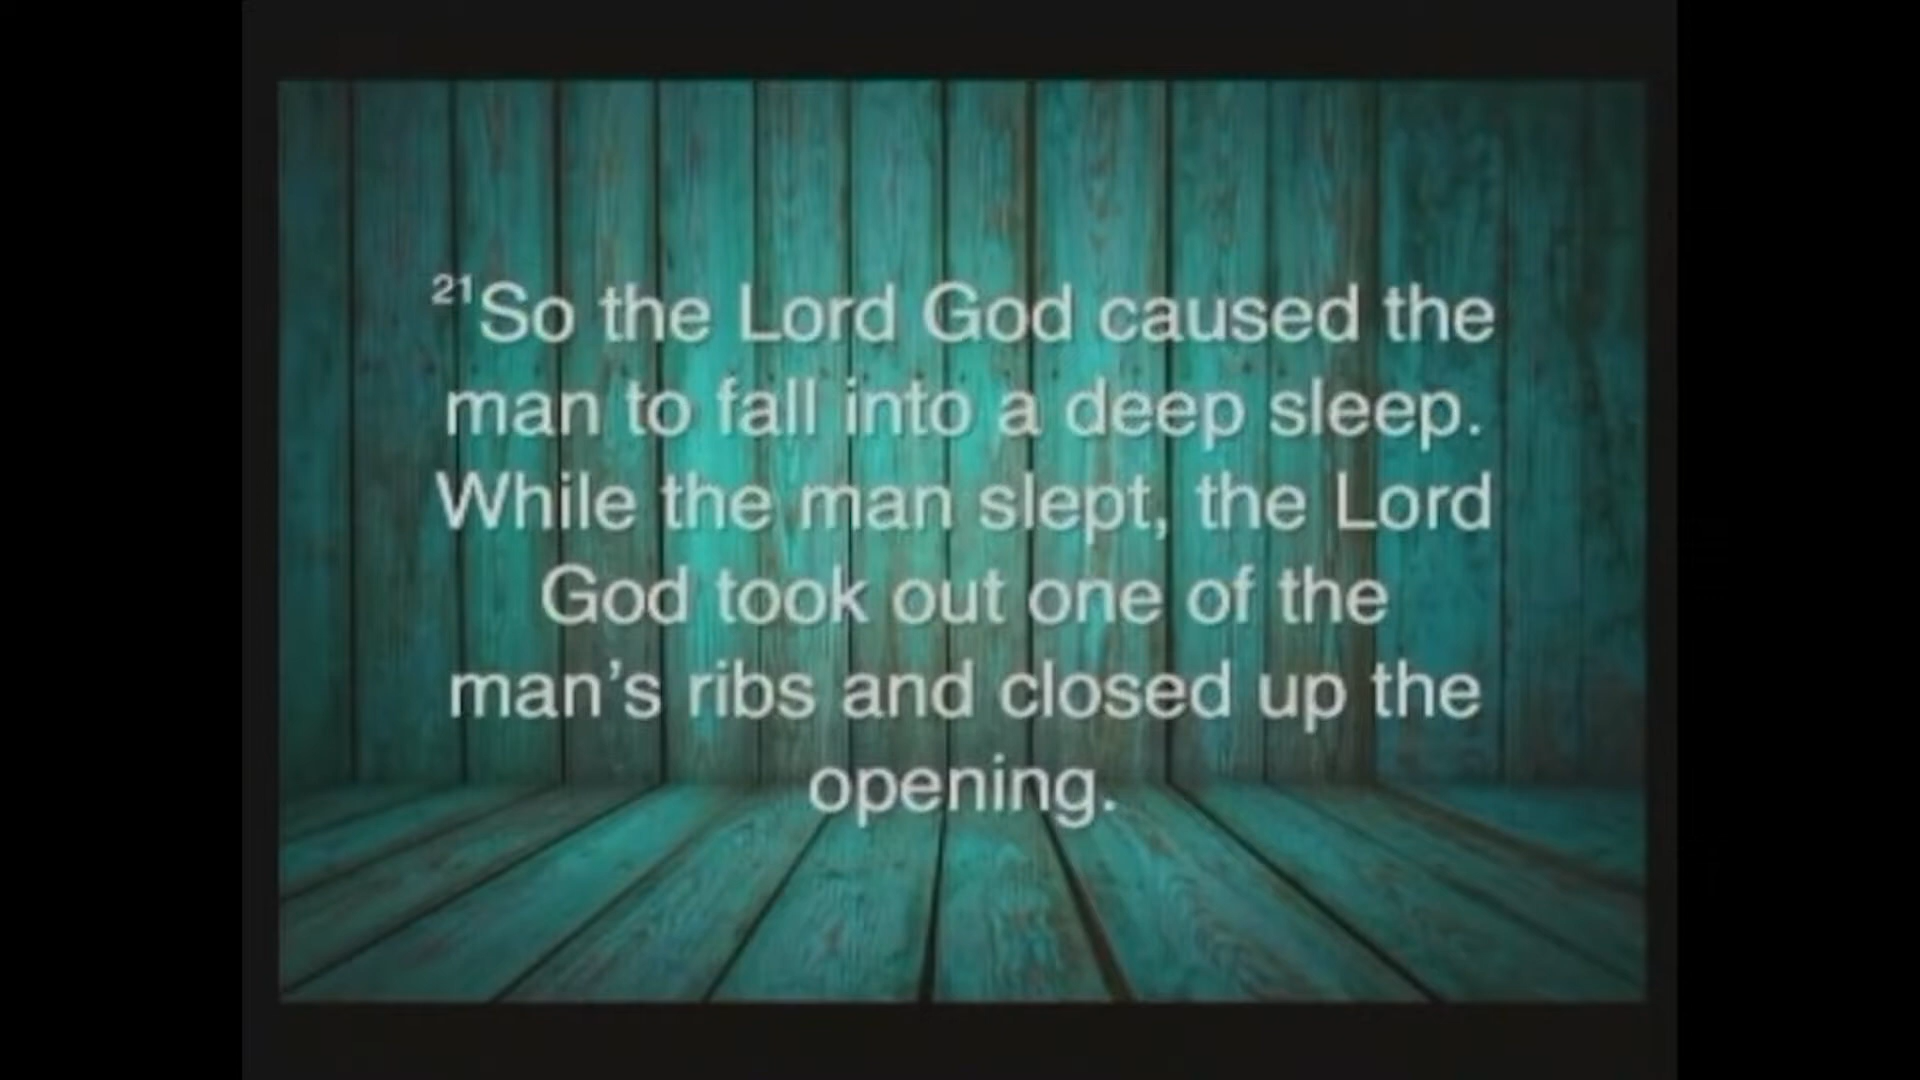 ²¹So the Lord God caused the
man to fall into a deep sleep.
While the man slept, the Lord
God took out one of the
man’s ribs and closed up the
opening.